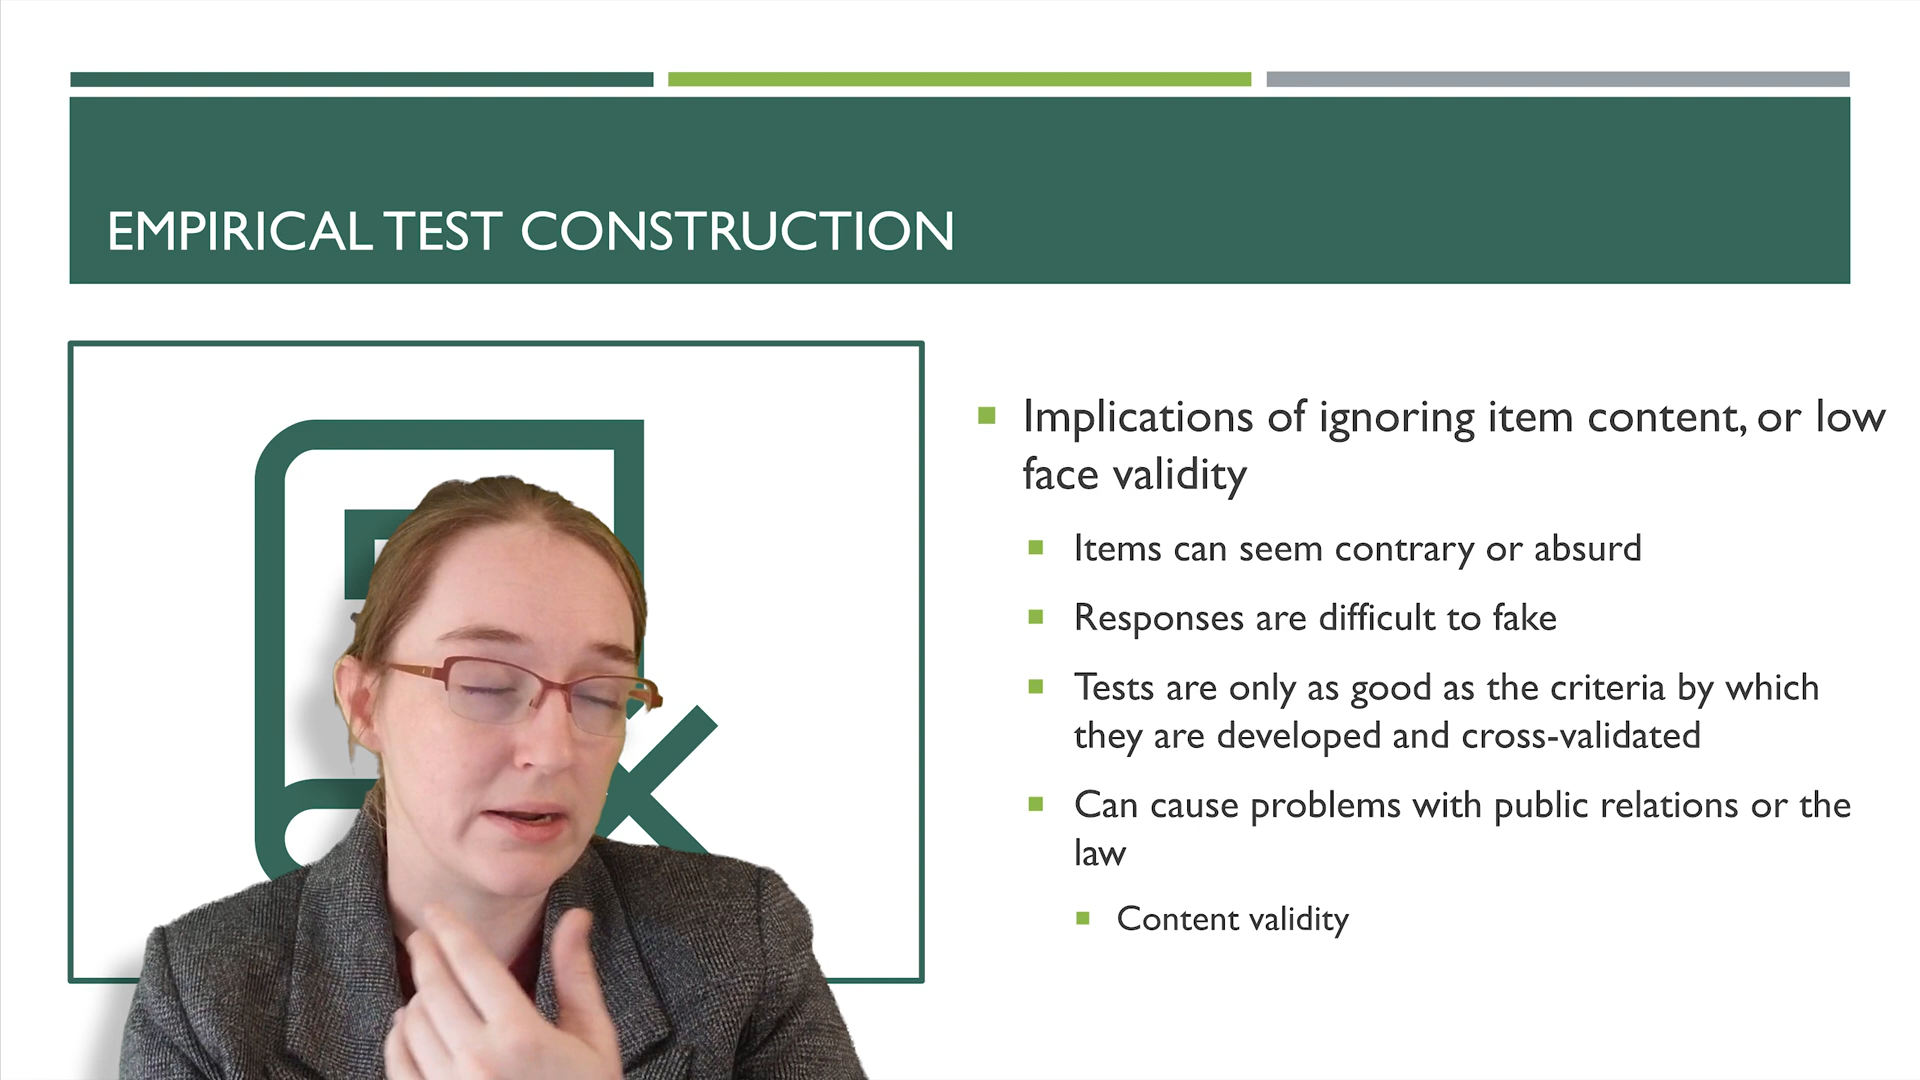 EMPIRICAL TEST CONSTRUCTION
Implications of ignoring item content, or low
face validity
Items can seem contrary or absurd
Responses are difficult to fake
Tests are only as good as the criteria by which
they are developed and cross-validated
Can cause problems with public relations or the
law
Content validity